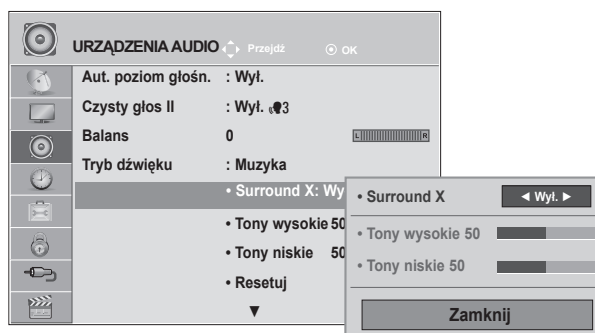 URZĄDZENIA AUDIO Przejdź OK
Aut. poziom głośn. : Wył.
Czysty głos II : Wył. 3
Balans 0 L R
Tryb dźwięku : Muzyka
• Surround X: Wy
• Tony wysokie 50
• Tony niskie 50
• Resetuj
▼
• Surround X ◄ Wył. ►
• Tony wysokie 50
• Tony niskie 50
Zamknij